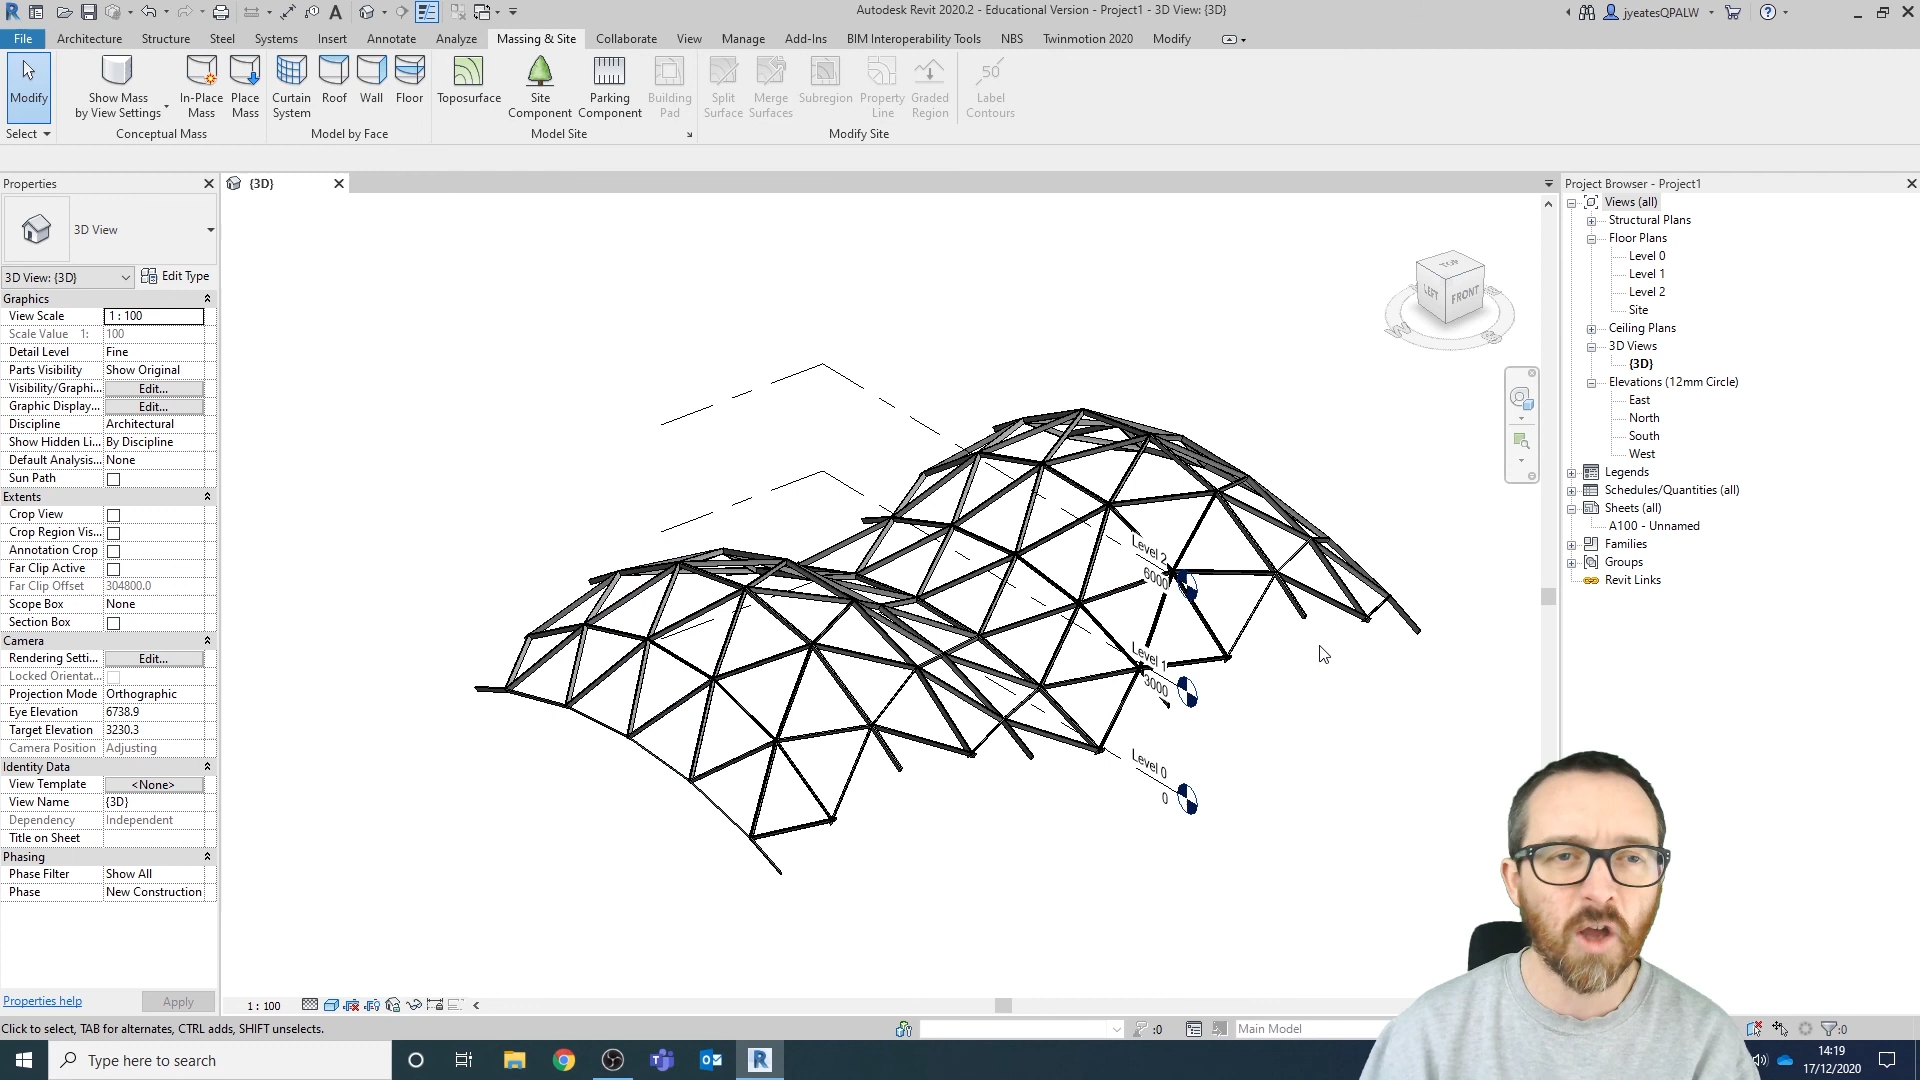 Autodesk Revit 2020.2 - Educational Version - Project1 - 3D View: {3D}
jyeatesQPALW
File Architecture Structure Steel Systems Insert Annotate Analyze Massing & Site Collaborate View Manage Add-Ins BIM Interoperability Tools NBS Twinmotion 2020 Modify
Modify
Show Mass
by View Settings
In-Place
Mass
Place
Mass
Curtain
System
Roof
Wall
Floor
Toposurface
Site
Component
Parking
Component
Building
Pad
Split
Surface
Merge
Surfaces
Subregion
Property
Line
Graded
Region
50
Label
Contours
Select
Conceptual Mass
Model by Face
Model Site
Modify Site
Properties
3D View
3D View: {3D}
Edit Type
Graphics
View Scale 1 : 100
Scale Value 1: 100
Detail Level Fine
Parts Visibility Show Original
Visibility/Graphi... Edit...
Graphic Display... Edit...
Discipline Architectural
Show Hidden Li... By Discipline
Default Analysis... None
Sun Path
Extents
Crop View
Crop Region Vis...
Annotation Crop
Far Clip Active
Far Clip Offset 304800.0
Scope Box None
Section Box
Camera
Rendering Setti... Edit...
Locked Orientat...
Projection Mode Orthographic
Eye Elevation 6738.9
Target Elevation 3230.3
Camera Position Adjusting
Identity Data
View Template <None>
View Name {3D}
Dependency Independent
Title on Sheet
Phasing
Phase Filter Show All
Phase New Construction
Properties help
Apply
{3D}
TOP
LEFT
FRONT
W
Level 2
6000
Level 1
3000
Level 0
0
1 : 100
Project Browser - Project1
Views (all)
Structural Plans
Floor Plans
Level 0
Level 1
Level 2
Site
Ceiling Plans
3D Views
{3D}
Elevations (12mm Circle)
East
North
South
West
Legends
Schedules/Quantities (all)
Sheets (all)
A100 - Unnamed
Families
Groups
Revit Links
Click to select, TAB for alternates, CTRL adds, SHIFT unselects.
:0
Main Model
:0
Type here to search
14:19
17/12/2020